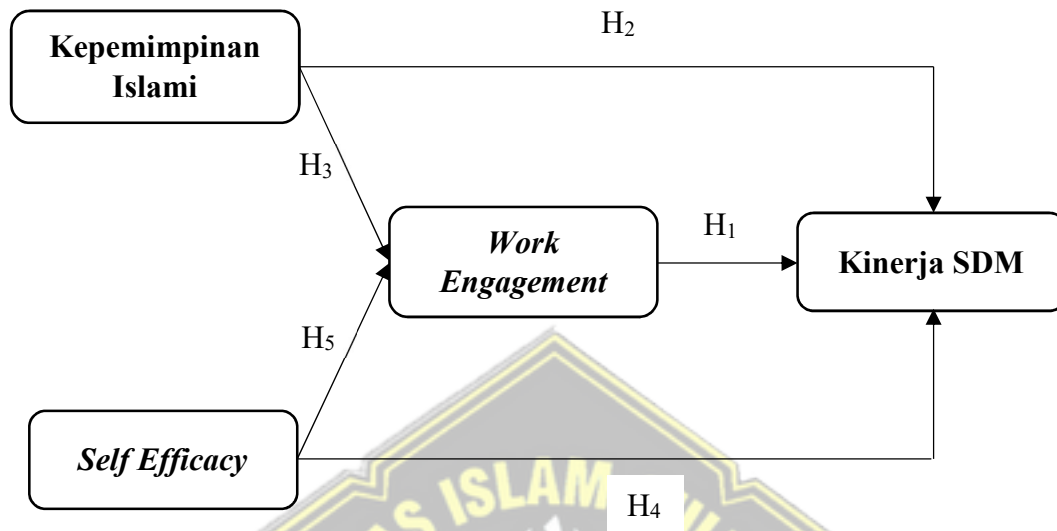 Kepemimpinan
Islami
H2
H3
Work
Engagement
H1
Kinerja SDM
H5
Self Efficacy
H4
ISLAM